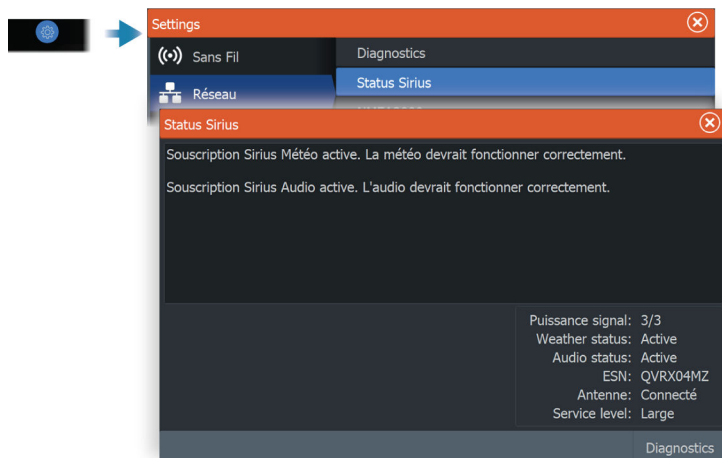 Settings
Sans Fil
Diagnostics
Réseau
Status Sirius
Status Sirius
Souscription Sirius Météo active. La météo devrait fonctionner correctement.
Souscription Sirius Audio active. L'audio devrait fonctionner correctement.
Puissance signal: 3/3
Weather status: Active
Audio status: Active
ESN: QVRX04MZ
Antenne: Connecté
Service level: Large
Diagnostics